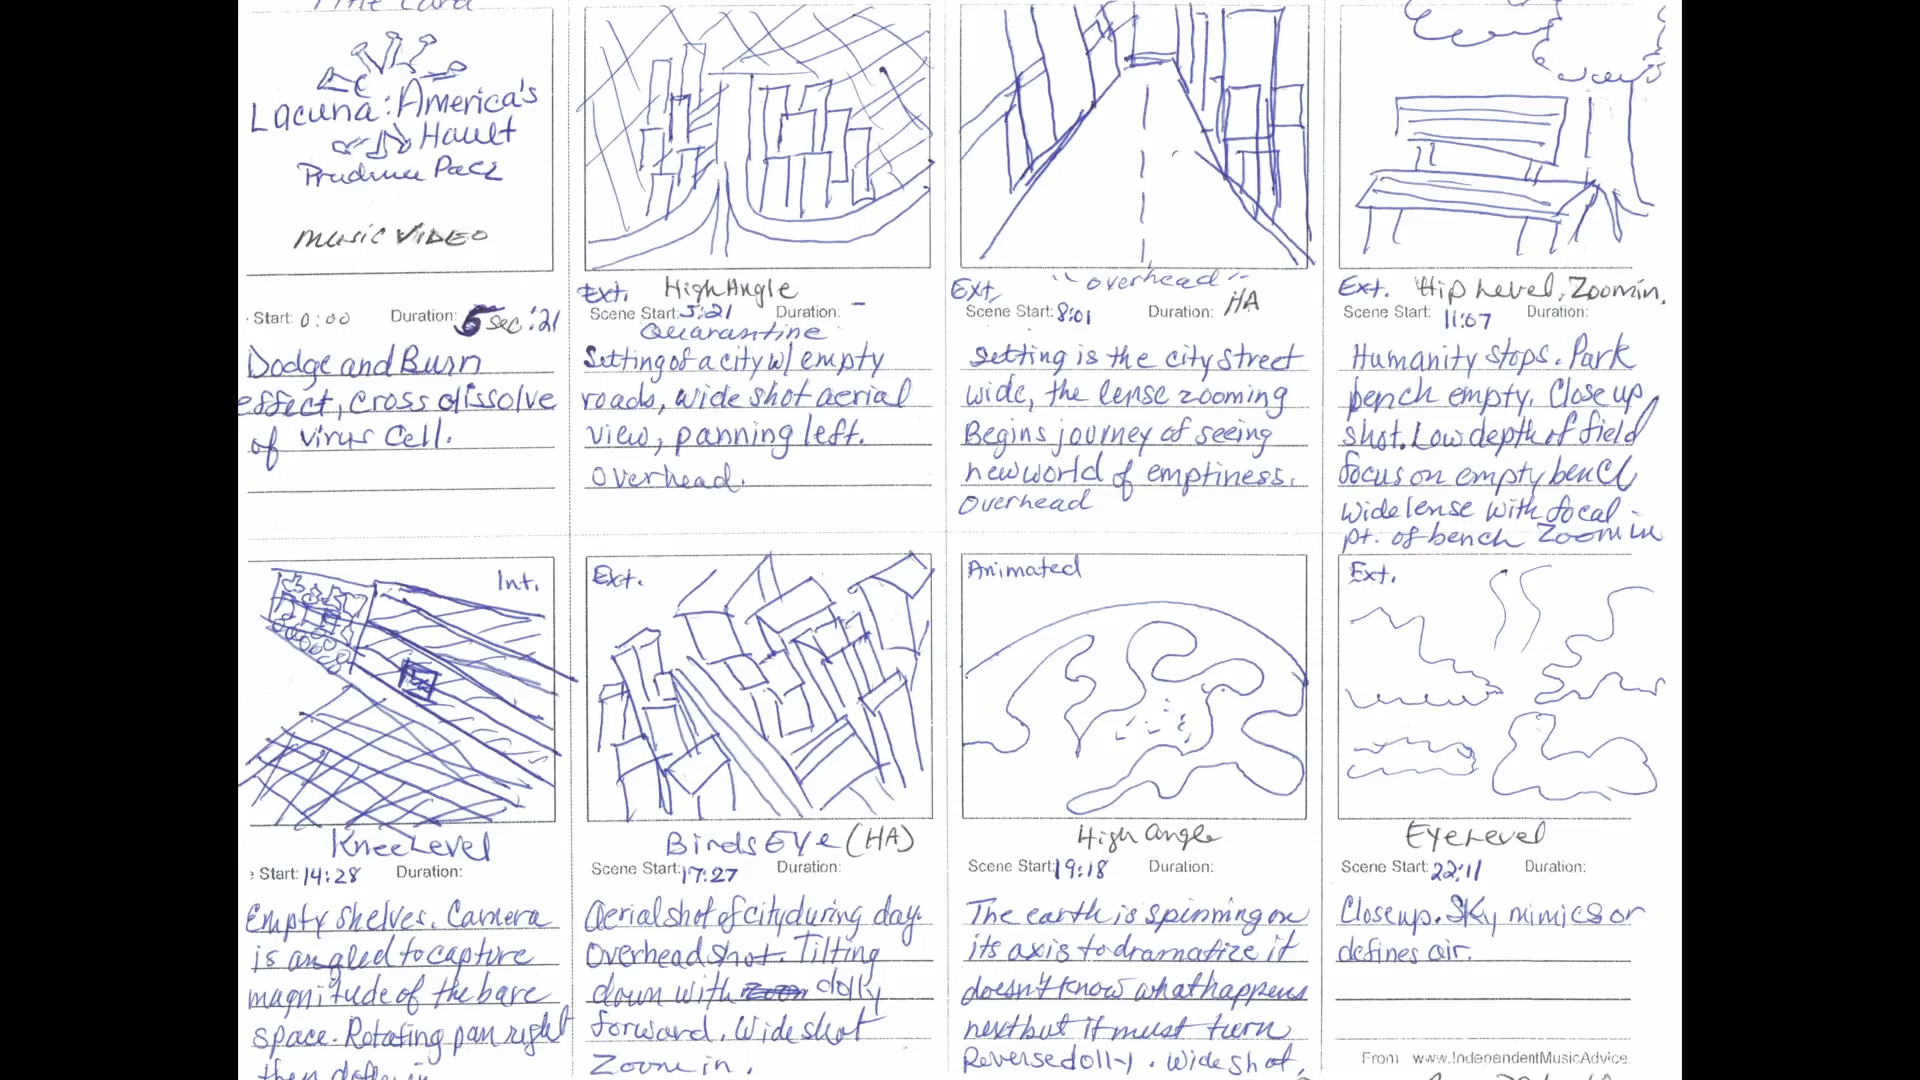 Title Card
Lacuna: America's
Hault
Prudence Pacz
MUSIC VIDEO
Start: 0:00 Duration: 5 sec :21
Dodge and Burn
effect, cross dissolve
of virus cell.
Ext. High Angle
Scene Start: 5:21 Duration: –
Quarantine
Setting of a city w/ empty
roads, wide shot aerial
view, panning left.
overhead.
Ext. "overhead"
Scene Start: 8:01 Duration: HA
Setting is the city street
wide, the lense zooming
Begins journey of seeing
new world of emptiness.
overhead
Ext. Hip Level, Zoom in.
Scene Start: 11:07 Duration:
Humanity stops. Park
bench empty. Close up
shot. Low depth of field
focus on empty bench
wide lense with focal
pt. of bench Zoom in
Int.
Knee Level
Start: 14:28 Duration:
Empty shelves. Camera
is angled to capture
magnitude of the bare
space. Rotating pan right
then dolly in
Ext.
Birds Eye (HA)
Scene Start: 17:27 Duration:
Aerial shot of city during day.
Overhead shot. Tilting
down with dolly
forward. Wide shot
Zoom in.
Animated
High Angle
Scene Start: 19:18 Duration:
The earth is spinning on
its axis to dramatize it
doesn't know what happens
next but it must turn
Reverse dolly. Wide shot.
Ext.
Eye Level
Scene Start: 22:11 Duration:
Close up. Sky mimics or
defines air.
From www.IndependentMusicAdvice.